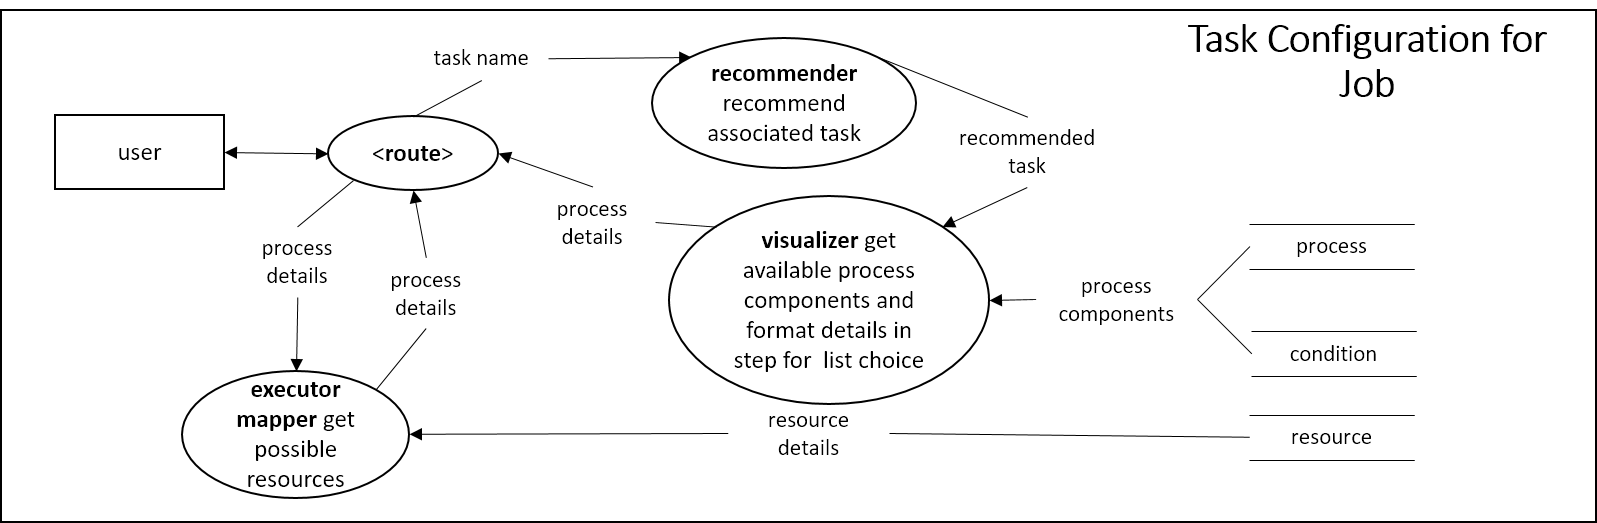 Task Configuration for
Job
task name
recommender
recommend
associated task
user
<route>
recommended
task
process
details
visualizer get
available process
components and
format details in
step for list choice
process
details
process
details
process
components
process
condition
executor
mapper get
possible
resources
resource
details
resource